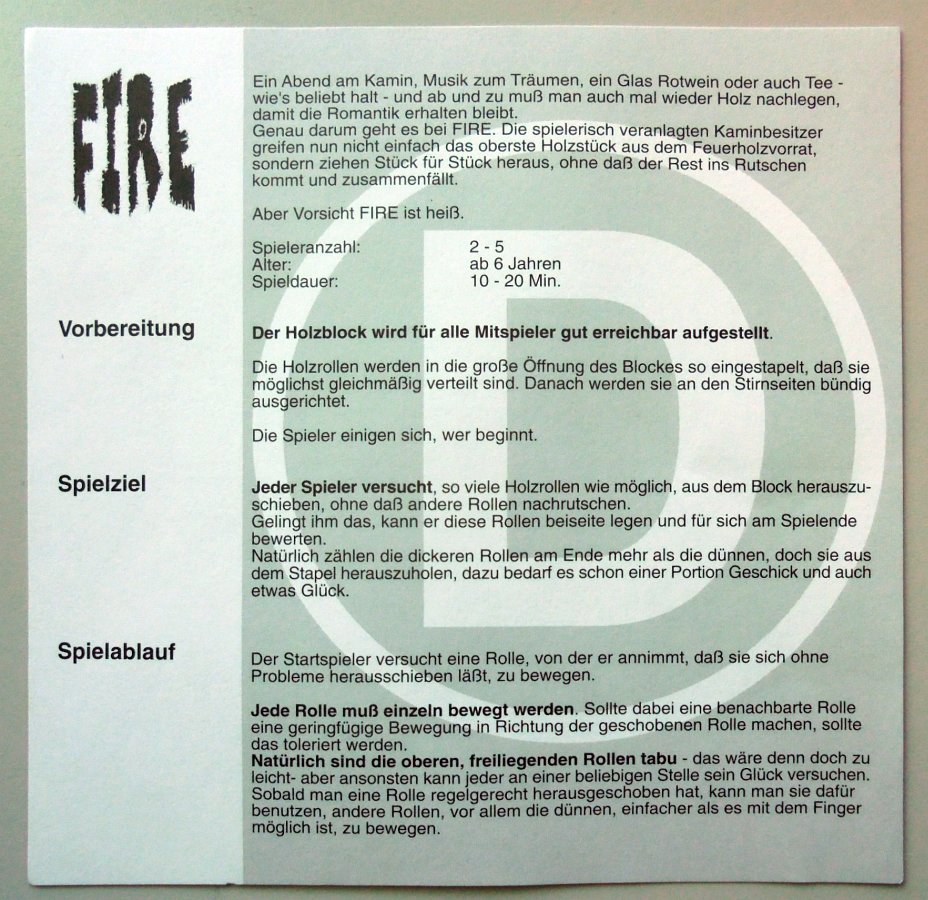 FIRE
Ein Abend am Kamin, Musik zum Träumen, ein Glas Rotwein oder auch Tee -
wie's beliebt halt - und ab und zu muß man auch mal wieder Holz nachlegen,
damit die Romantik erhalten bleibt.
Genau darum geht es bei FIRE. Die spielerisch veranlagten Kaminbesitzer
greifen nun nicht einfach das oberste Holzstück aus dem Feuerholzvorrat,
sondern ziehen Stück für Stück heraus, ohne daß der Rest ins Rutschen
kommt und zusammenfällt.
Aber Vorsicht FIRE ist heiß.
Spieleranzahl: 2 - 5
Alter: ab 6 Jahren
Spieldauer: 10 - 20 Min.
Vorbereitung
Der Holzblock wird für alle Mitspieler gut erreichbar aufgestellt.
Die Holzrollen werden in die große Öffnung des Blockes so eingestapelt, daß sie
möglichst gleichmäßig verteilt sind. Danach werden sie an den Stirnseiten bündig
ausgerichtet.
Die Spieler einigen sich, wer beginnt.
Spielziel
Jeder Spieler versucht, so viele Holzrollen wie möglich, aus dem Block herauszu-
schieben, ohne daß andere Rollen nachrutschen.
Gelingt ihm das, kann er diese Rollen beiseite legen und für sich am Spielende
bewerten.
Natürlich zählen die dickeren Rollen am Ende mehr als die dünnen, doch sie aus
dem Stapel herauszuholen, dazu bedarf es schon einer Portion Geschick und auch
etwas Glück.
Spielablauf
Der Startspieler versucht eine Rolle, von der er annimmt, daß sie sich ohne
Probleme herausschieben läßt, zu bewegen.
Jede Rolle muß einzeln bewegt werden. Sollte dabei eine benachbarte Rolle
eine geringfügige Bewegung in Richtung der geschobenen Rolle machen, sollte
das toleriert werden.
Natürlich sind die oberen, freiliegenden Rollen tabu - das wäre denn doch zu
leicht- aber ansonsten kann jeder an einer beliebigen Stelle sein Glück versuchen.
Sobald man eine Rolle regelgerecht herausgeschoben hat, kann man sie dafür
benutzen, andere Rollen, vor allem die dünnen, einfacher als es mit dem Finger
möglich ist, zu bewegen.
D